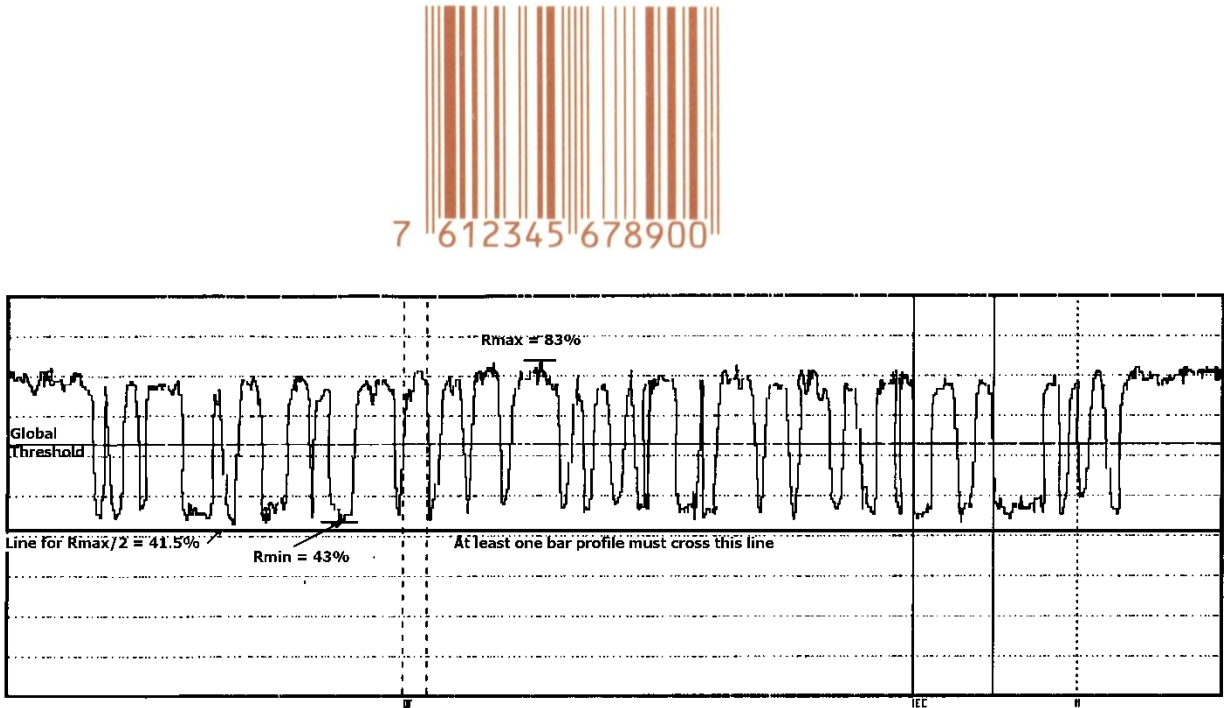 7 612345 678900
Rmax = 83%
Global
Threshold
Line for Rmax/2 = 41.5%
At least one bar profile must cross this line
Rmin = 43%
IEC